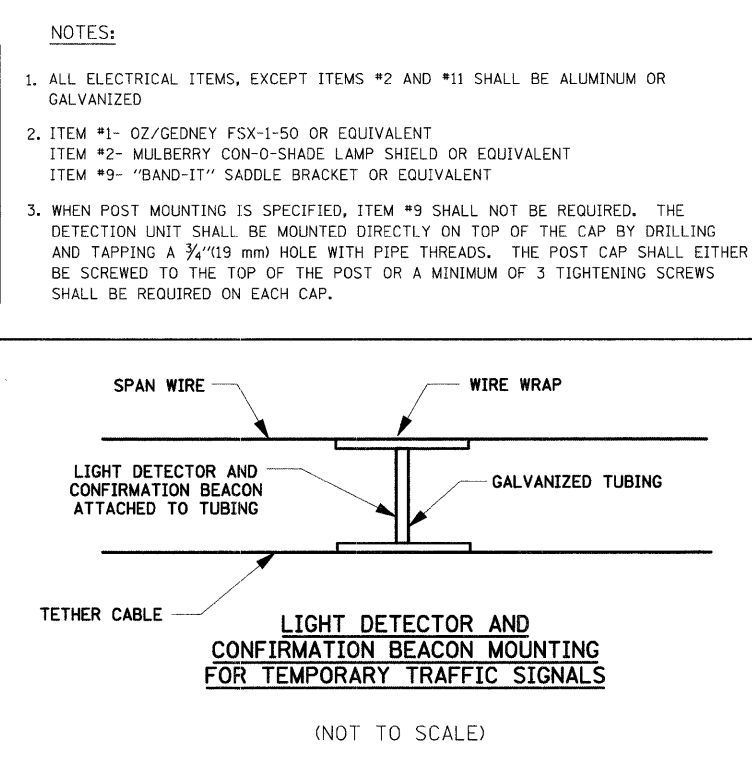 NOTES:
1. ALL ELECTRICAL ITEMS, EXCEPT ITEMS #2 AND #11 SHALL BE ALUMINUM OR
GALVANIZED
2. ITEM #1- OZ/GEDNEY FSX-1-50 OR EQUIVALENT
ITEM #2- MULBERRY CON-O-SHADE LAMP SHIELD OR EQUIVALENT
ITEM #9- "BAND-IT" SADDLE BRACKET OR EQUIVALENT
3. WHEN POST MOUNTING IS SPECIFIED, ITEM #9 SHALL NOT BE REQUIRED. THE
DETECTION UNIT SHALL BE MOUNTED DIRECTLY ON TOP OF THE CAP BY DRILLING
AND TAPPING A 3/4"(19 mm) HOLE WITH PIPE THREADS. THE POST CAP SHALL EITHER
BE SCREWED TO THE TOP OF THE POST OR A MINIMUM OF 3 TIGHTENING SCREWS
SHALL BE REQUIRED ON EACH CAP.
SPAN WIRE
WIRE WRAP
LIGHT DETECTOR AND
CONFIRMATION BEACON
ATTACHED TO TUBING
GALVANIZED TUBING
TETHER CABLE
LIGHT DETECTOR AND
CONFIRMATION BEACON MOUNTING
FOR TEMPORARY TRAFFIC SIGNALS
(NOT TO SCALE)